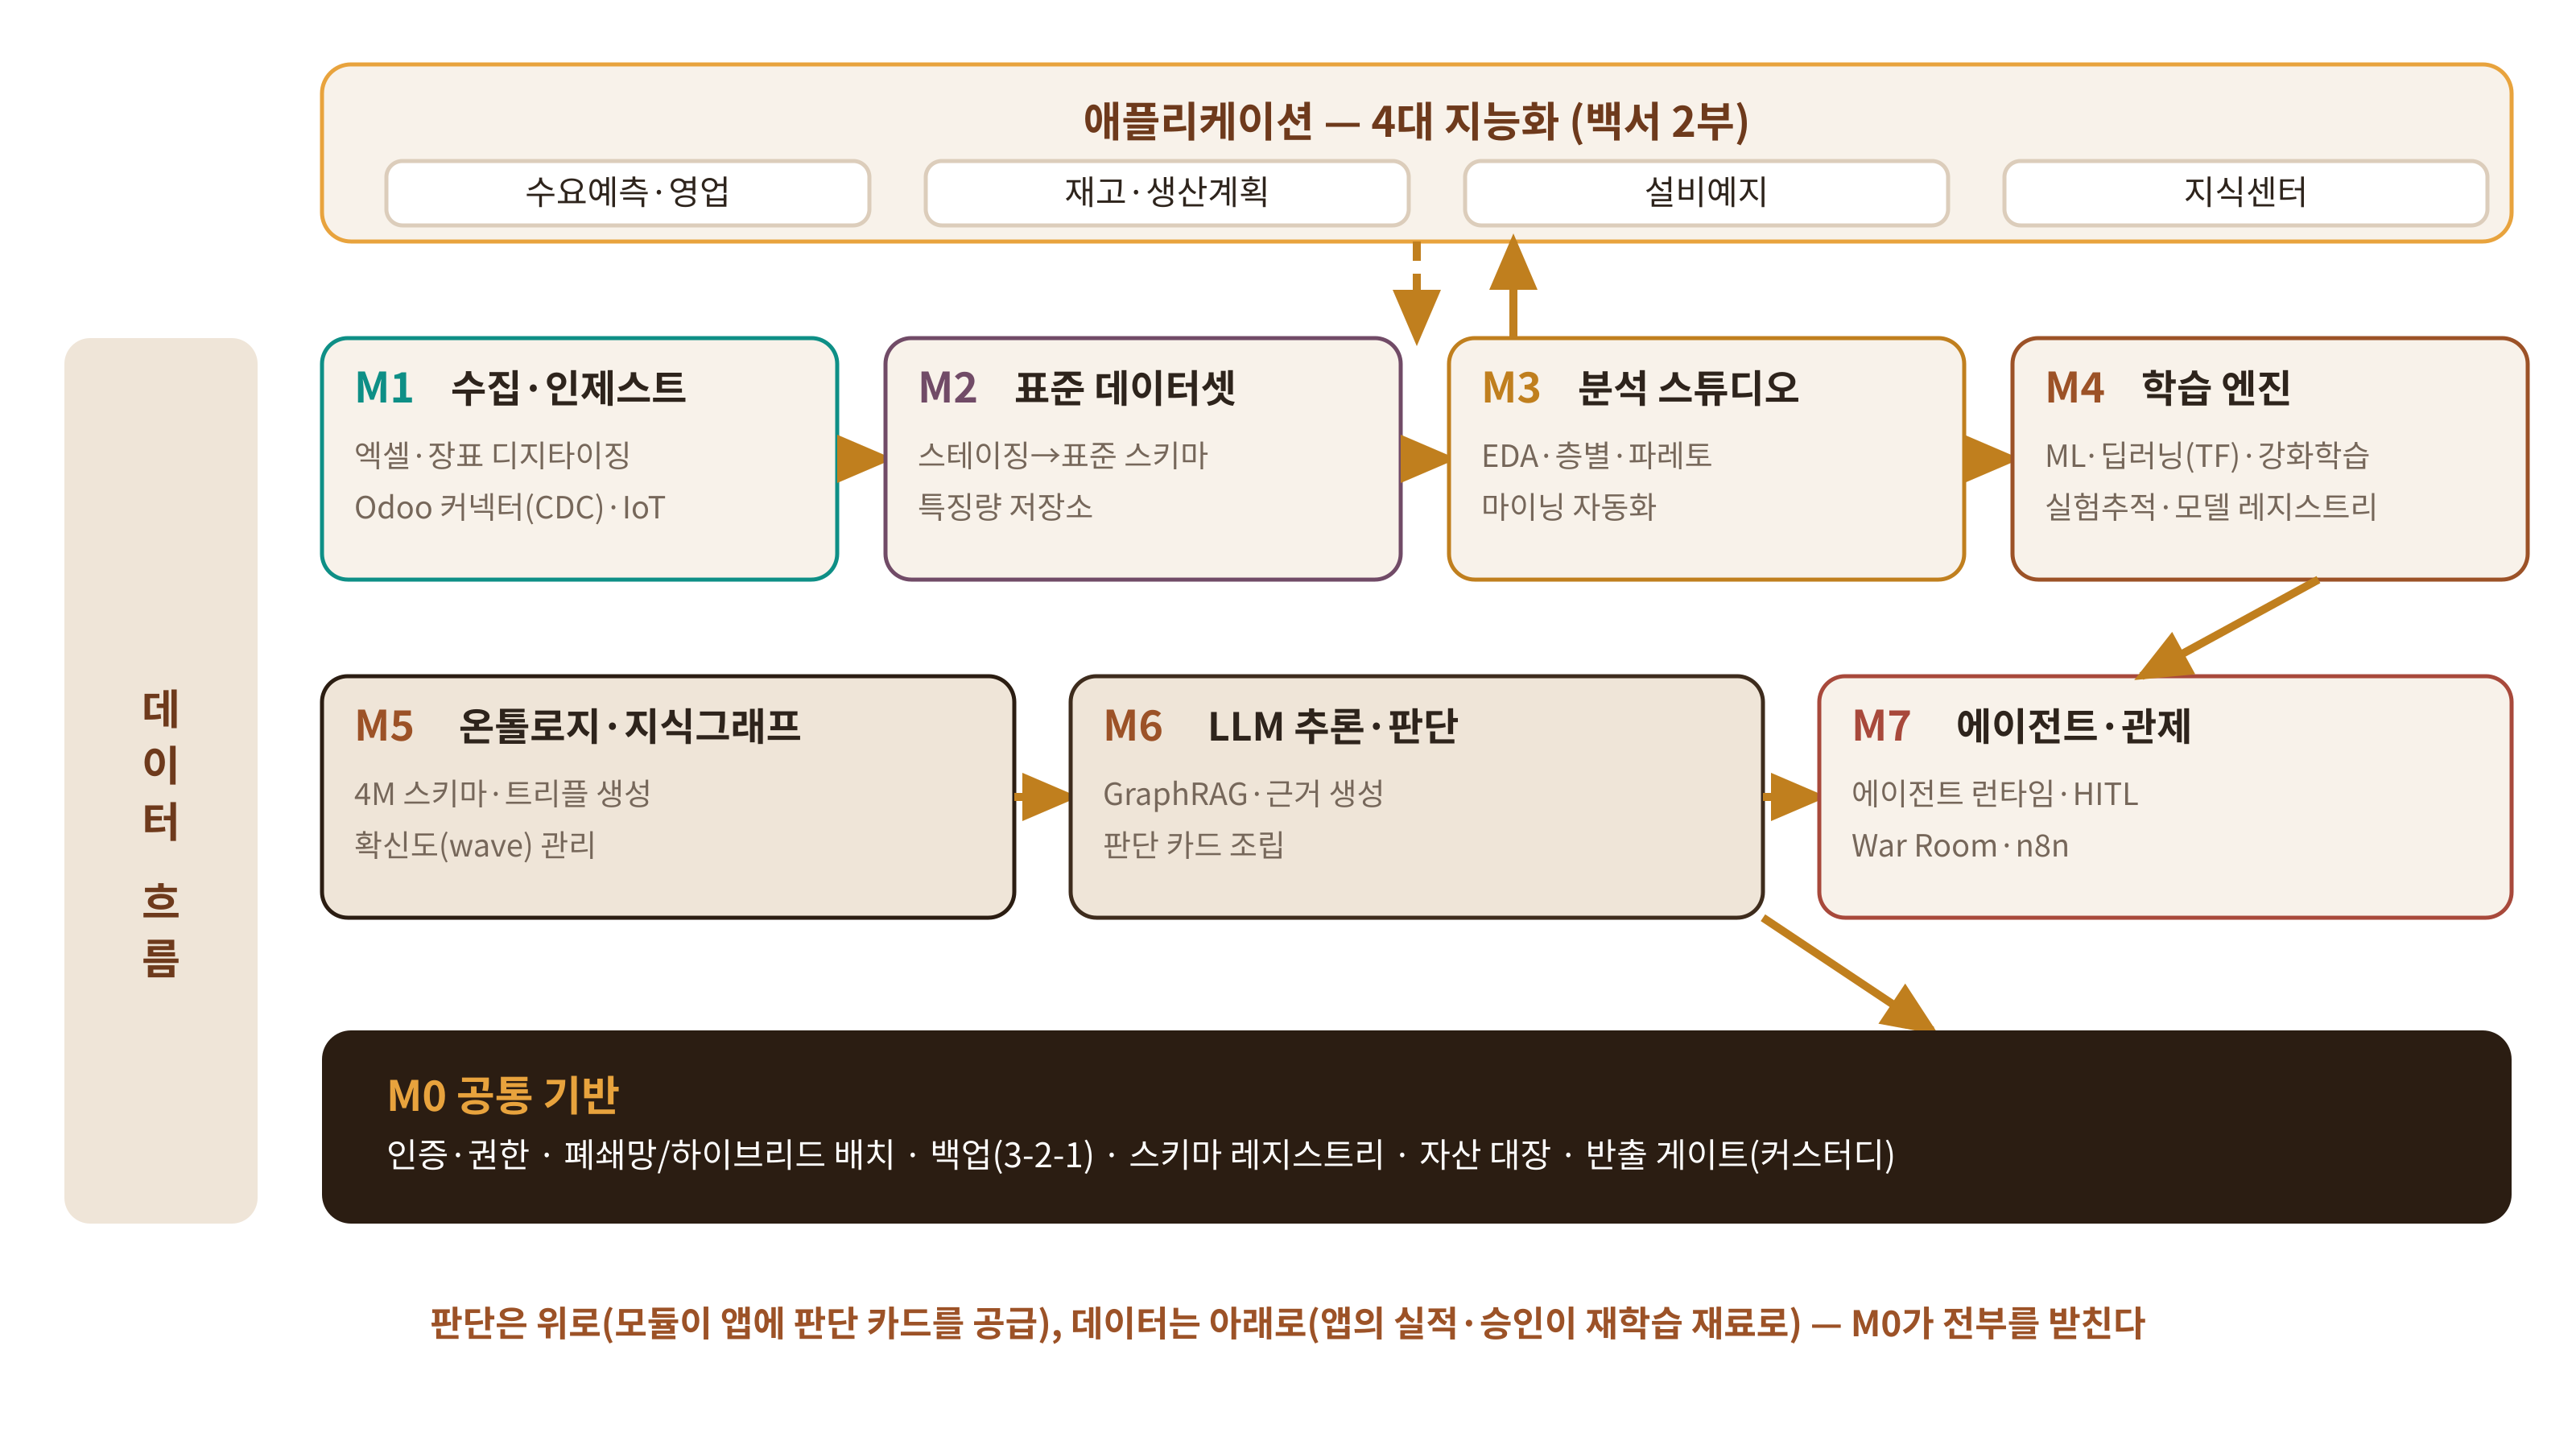 애플리케이션 — 4대 지능화 (백서 2부)
수요예측·영업
재고·생산계획
설비예지
지식센터
데이터 흐름
M1 수집·인제스트
엑셀·장표 디지타이징
Odoo 커넥터(CDC)·IoT
M2 표준 데이터셋
스테이징→표준 스키마
특징량 저장소
M3 분석 스튜디오
EDA·층별·파레토
마이닝 자동화
M4 학습 엔진
ML·딥러닝(TF)·강화학습
실험추적·모델 레지스트리
M5 온톨로지·지식그래프
4M 스키마·트리플 생성
확신도(wave) 관리
M6 LLM 추론·판단
GraphRAG·근거 생성
판단 카드 조립
M7 에이전트·관제
에이전트 런타임·HITL
War Room·n8n
M0 공통 기반
인증·권한 · 폐쇄망/하이브리드 배치 · 백업(3-2-1) · 스키마 레지스트리 · 자산 대장 · 반출 게이트(커스터디)
판단은 위로(모듈이 앱에 판단 카드를 공급), 데이터는 아래로(앱의 실적·승인이 재학습 재료로) — M0가 전부를 받친다